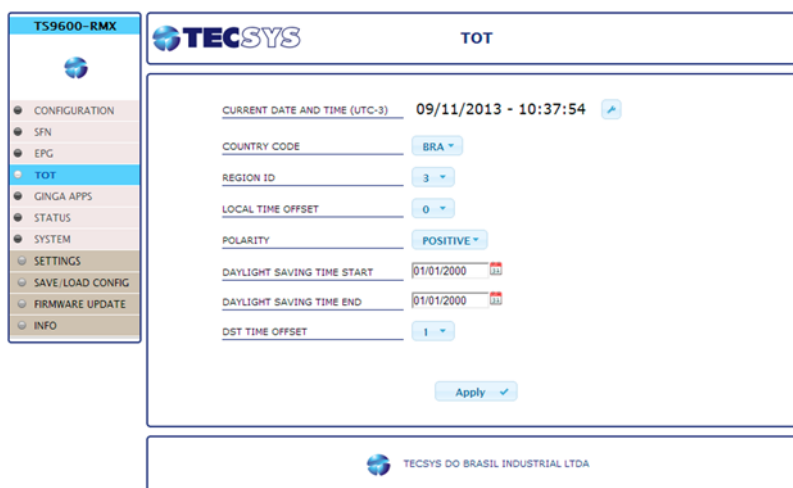 TS9600-RMX
CONFIGURATION
SFN
EPG
TOT
GINGA APPS
STATUS
SYSTEM
SETTINGS
SAVE/LOAD CONFIG
FIRMWARE UPDATE
INFO
TECSYS
TOT
CURRENT DATE AND TIME (UTC-3) 09/11/2013 - 10:37:54
COUNTRY CODE BRA
REGION ID 3
LOCAL TIME OFFSET 0
POLARITY POSITIVE
DAYLIGHT SAVING TIME START 01/01/2000
DAYLIGHT SAVING TIME END 01/01/2000
DST TIME OFFSET 1
Apply
TECSYS DO BRASIL INDUSTRIAL LTDA